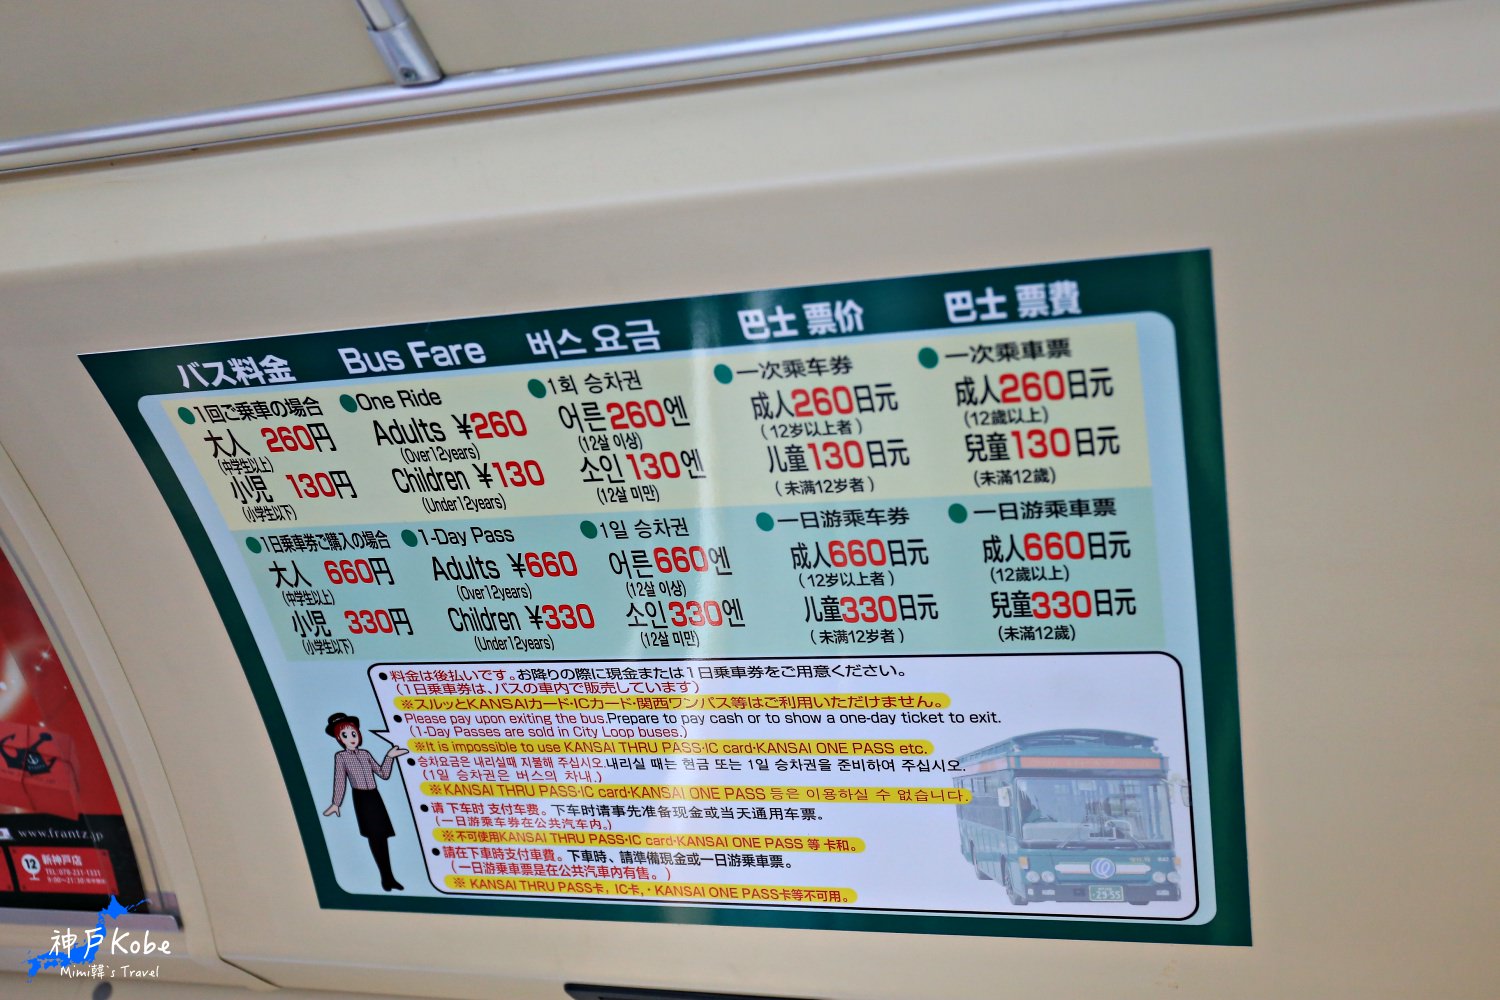 バス料金
Bus Fare
버스 요금
巴士 票价
巴士 票費
●1回ご乗車の場合
大人 260円
(中学生以上)
小児 130円
(小学生以下)
●One Ride
Adults ¥260
(Over12years)
Children ¥130
(Under12years)
●1회 승차권
어른260엔
(12살 이상)
소인130엔
(12살 미만)
●一次乘车券
成人260日元
(12岁以上者)
儿童130日元
(未满12岁者)
●一次乘車票
成人260日元
(12歲以上)
兒童130日元
(未滿12歲)
●1日乗車券ご購入の場合
大人 660円
(中学生以上)
小児 330円
(小学生以下)
●1-Day Pass
Adults ¥660
(Over12years)
Children ¥330
(Under12years)
●1일 승차권
어른660엔
(12살 이상)
소인330엔
(12살 미만)
●一日游乘车券
成人660日元
(12岁以上者)
儿童330日元
(未满12岁者)
●一日游乘車票
成人660日元
(12歲以上)
兒童330日元
(未滿12歲)
●料金は後払いです。お降りの際に現金または1日乗車券をご用意ください。
(1日乗車券は、バスの車内で販売しています)
※スルッとKANSAIカード・ICカード・関西ワンパス等はご利用いただけません。
●Please pay upon exiting the bus.Prepare to pay cash or to show a one-day ticket to exit.
(1-Day Passes are sold in City Loop buses.)
※It is impossible to use KANSAI THRU PASS·IC card·KANSAI ONE PASS etc.
●승차요금은 내리실때 지불해 주십시오.내리실 때는 현금 또는 1일 승차권을 준비하여 주십시오.
(1일 승차권은 버스의 차내.)
※KANSAI THRU PASS·IC card·KANSAI ONE PASS 등은 이용하실 수 없습니다.
●请 下车时 支付车费。下车时请事先准备现金或当天通用车票。
(一日游乘车券在公共汽车内。)
※不可使用KANSAI THRU PASS·IC card·KANSAI ONE PASS 等 卡和。
●請在下車時支付車費。下車時、請準備現金或一日游乘車票。
(一日游乘車票是在公共汽車內有售。)
※ KANSAI THRU PASS卡，IC卡，· KANSAI ONE PASS卡等不可用。
·29-55
www.frantz.jp
12
新神戸店
TEL:078-231-1331
神戶Kobe
Mimi韓's Travel